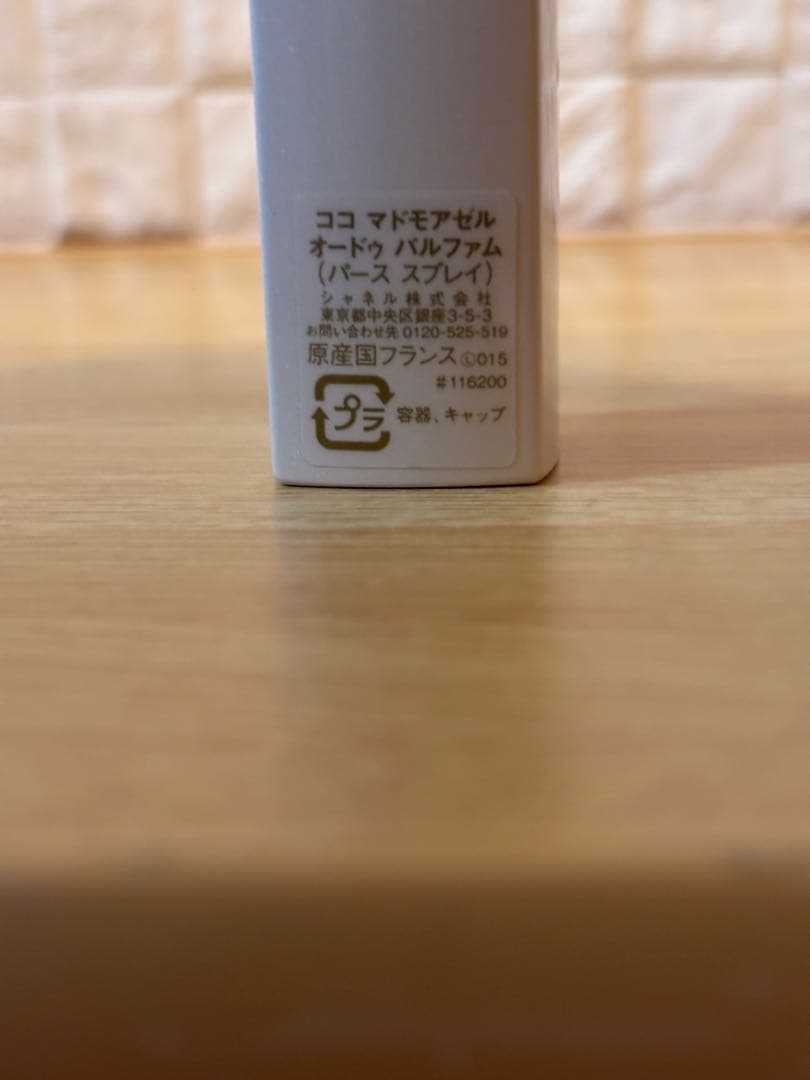 ココ マドモアゼル
オードゥ パルファム
(パース スプレイ)
シャネル株式会社
東京都中央区銀座3-5-3
お問い合わせ先 0120-525-519
原産国フランス Ⓛ015
#116200
プラ 容器、キャップ